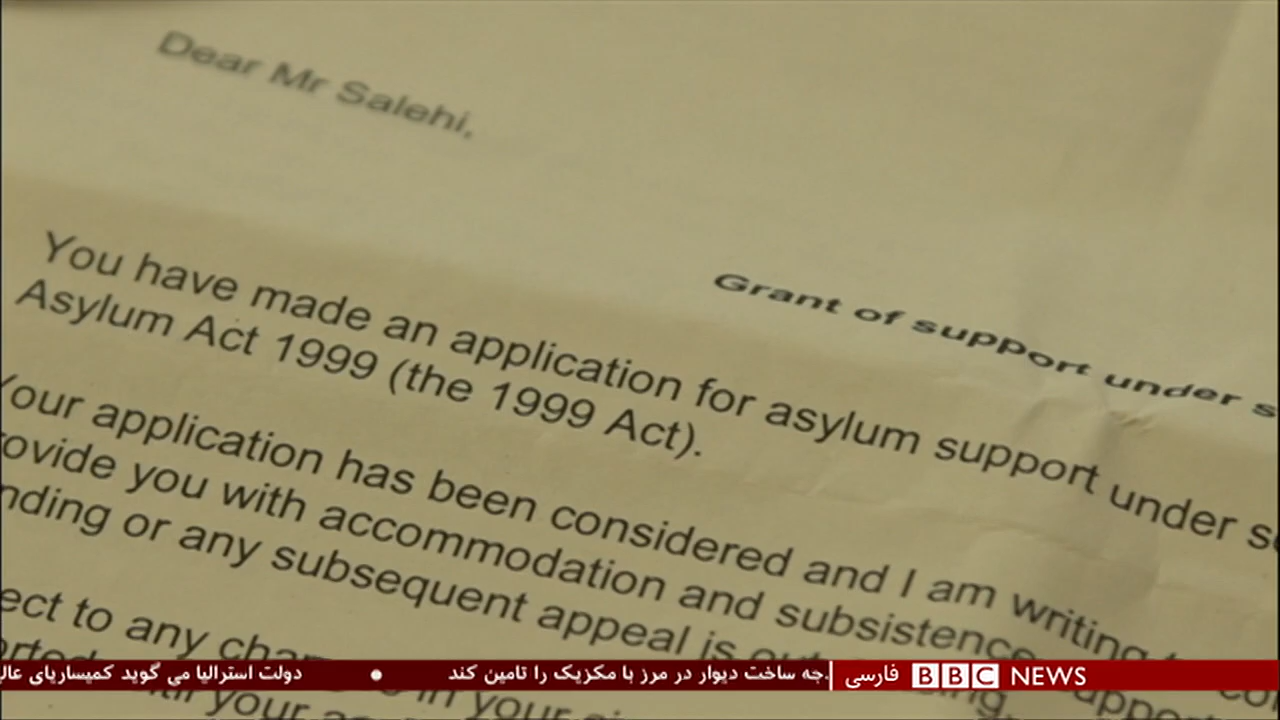 Dear Mr Salehi,
Grant of support under s
You have made an application for asylum support under s
Asylum Act 1999 (the 1999 Act).
Your application has been considered and I am writing
ovide you with accommodation and subsistence
nding or any subsequent appeal is
ect to any
your
جه ساخت دیوار در مرز با مکزیک را تامین کند.
•
دولت استرالیا می گوید کمیساریای عالی
BBC NEWS فارسی